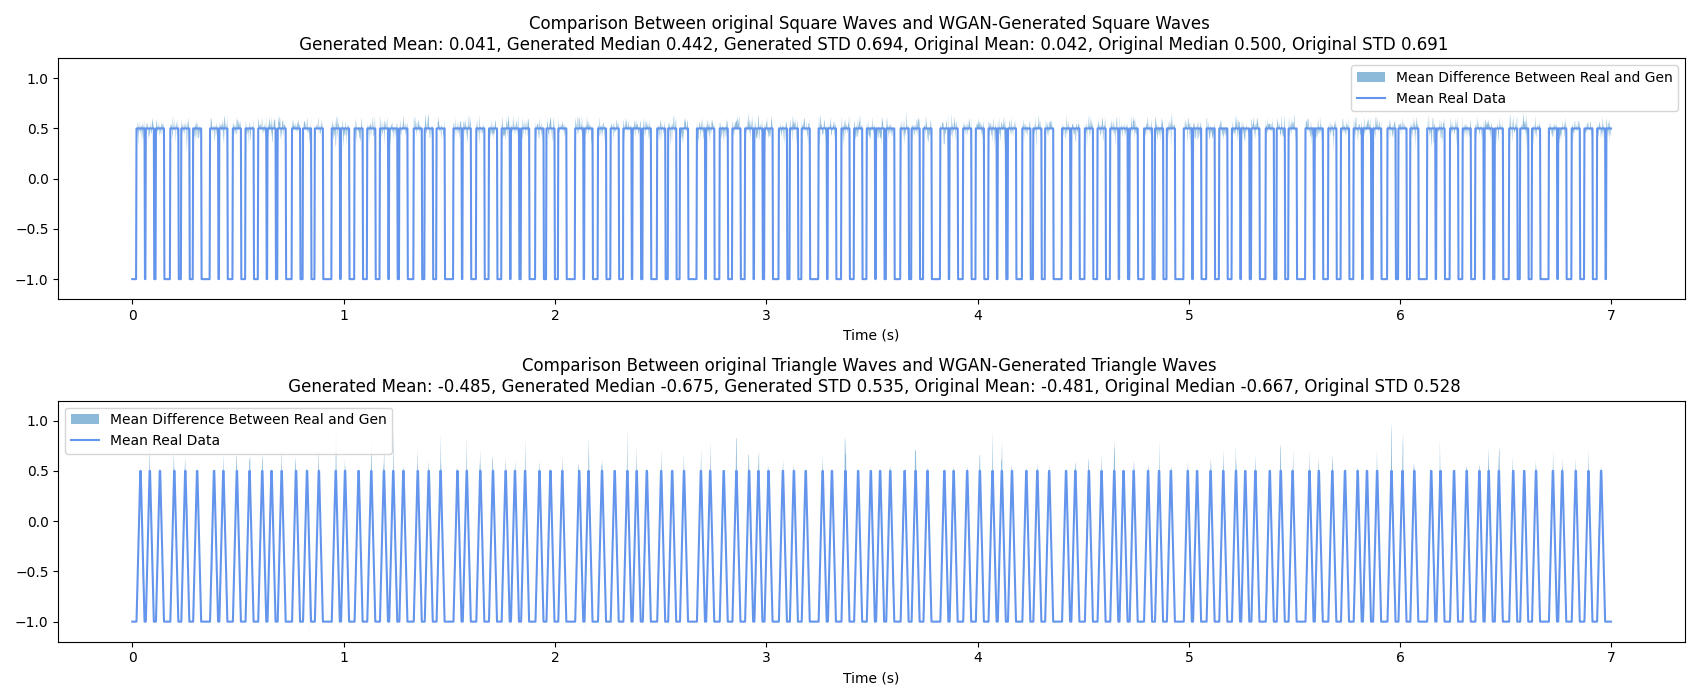 Comparison Between original Square Waves and WGAN-Generated Square Waves
Generated Mean: 0.041, Generated Median 0.442, Generated STD 0.694, Original Mean: 0.042, Original Median 0.500, Original STD 0.691
Mean Difference Between Real and Gen
Mean Real Data
1.0
0.5
0.0
−0.5
−1.0
0 1 2 3 4 5 6 7
Time (s)
Comparison Between original Triangle Waves and WGAN-Generated Triangle Waves
Generated Mean: -0.485, Generated Median -0.675, Generated STD 0.535, Original Mean: -0.481, Original Median -0.667, Original STD 0.528
Mean Difference Between Real and Gen
Mean Real Data
1.0
0.5
0.0
−0.5
−1.0
0 1 2 3 4 5 6 7
Time (s)